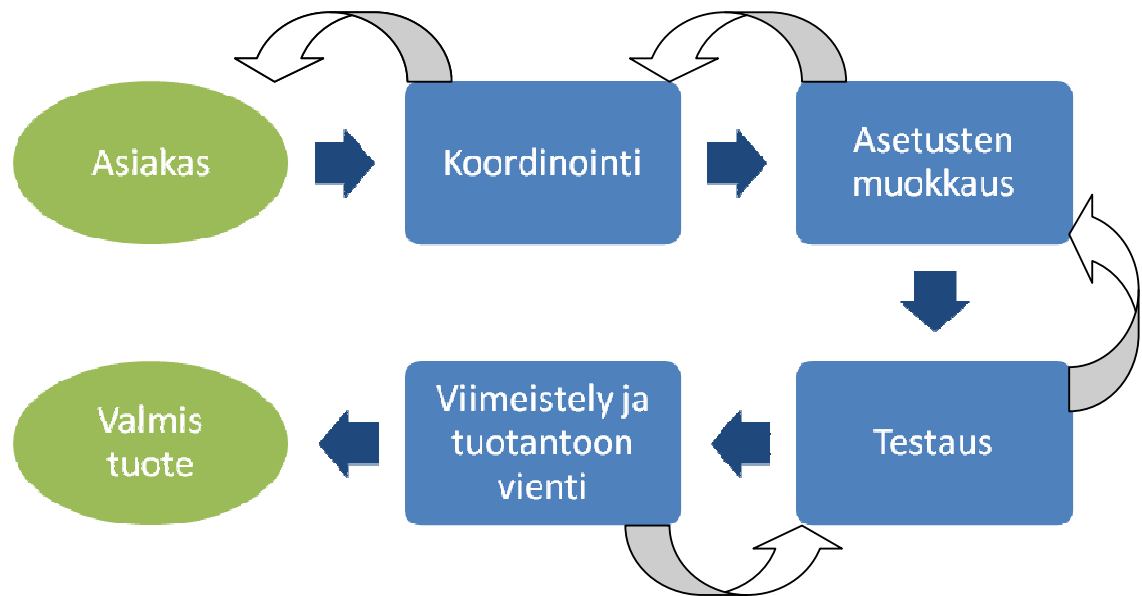 Asiakas
Koordinointi
Asetusten
muokkaus
Testaus
Viimeistely ja
tuotantoon
vienti
Valmis
tuote